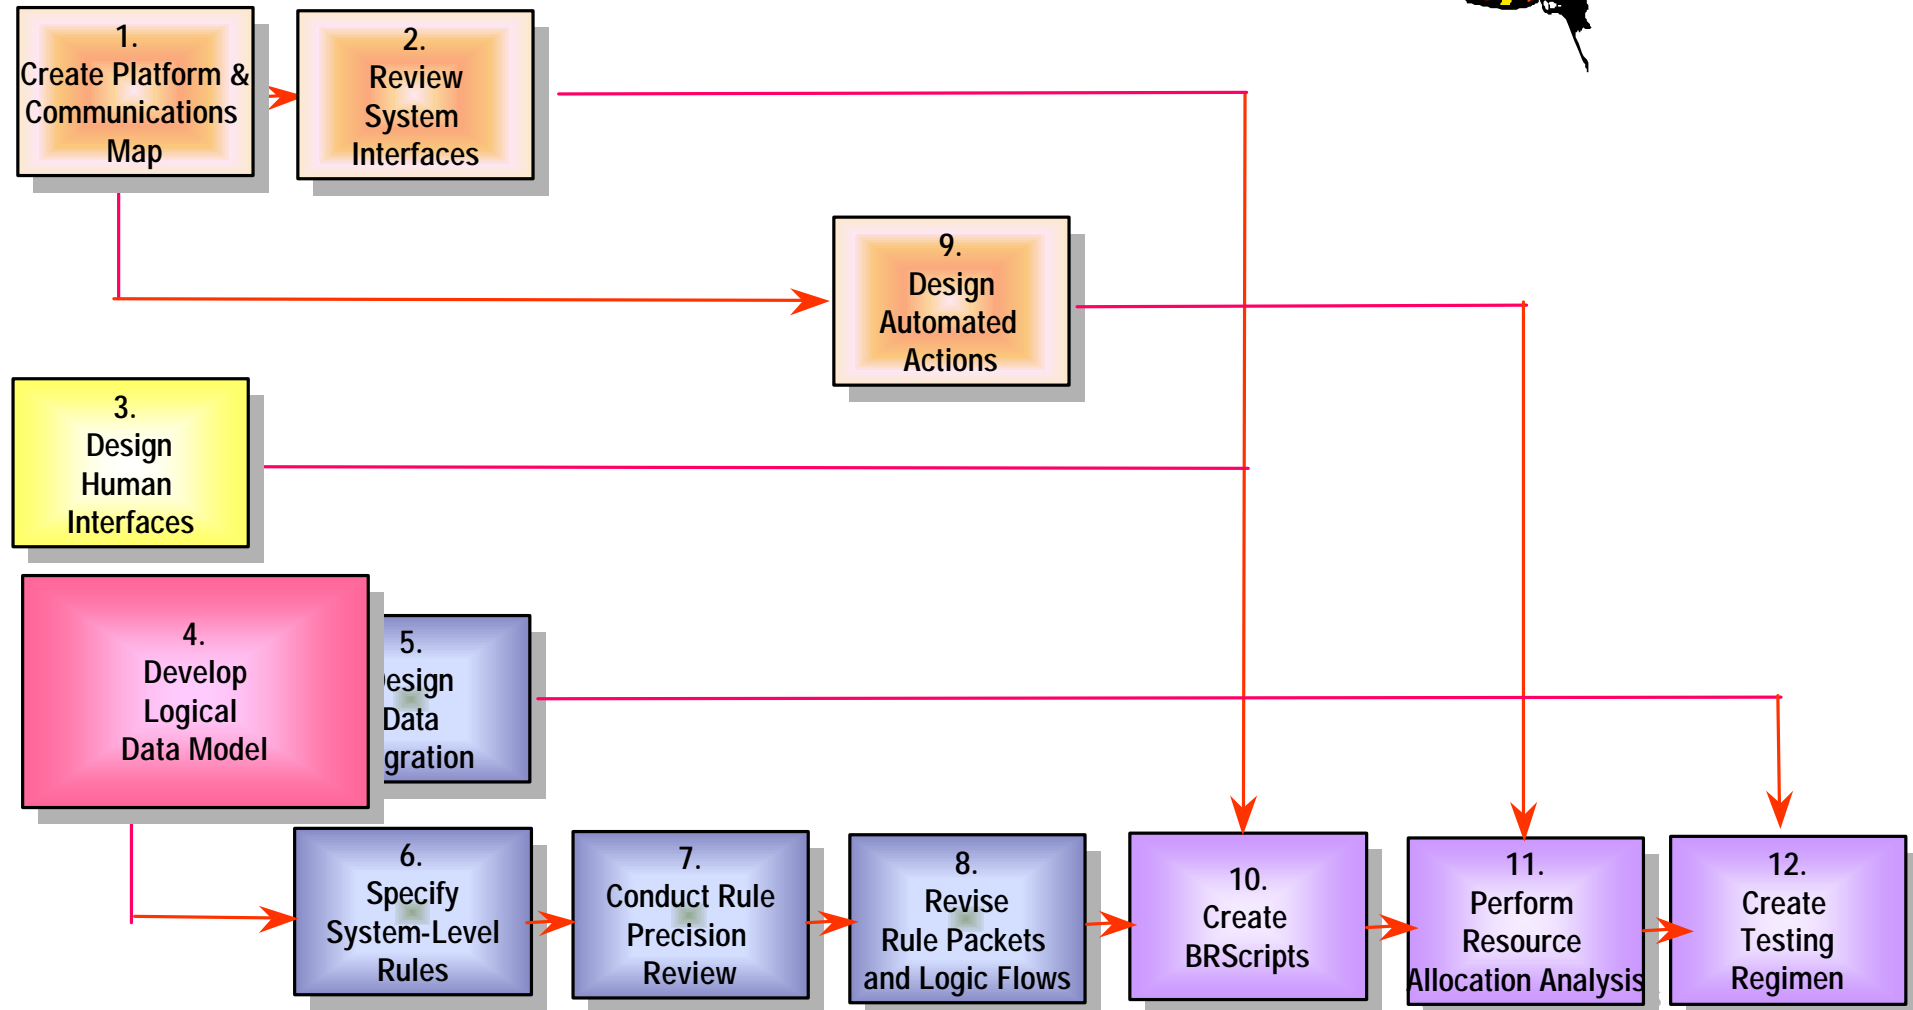 1.
Create Platform &
Communications
Map
2.
Review
System
Interfaces
9.
Design
Automated
Actions
3.
Design
Human
Interfaces
4.
Develop
Logical
Data Model
5.
esign
Data
gration
6.
Specify
System-Level
Rules
7.
Conduct Rule
Precision
Review
8.
Revise
Rule Packets
and Logic Flows
10.
Create
BRScripts
11.
Perform
Resource
Allocation Analysis
12.
Create
Testing
Regimen